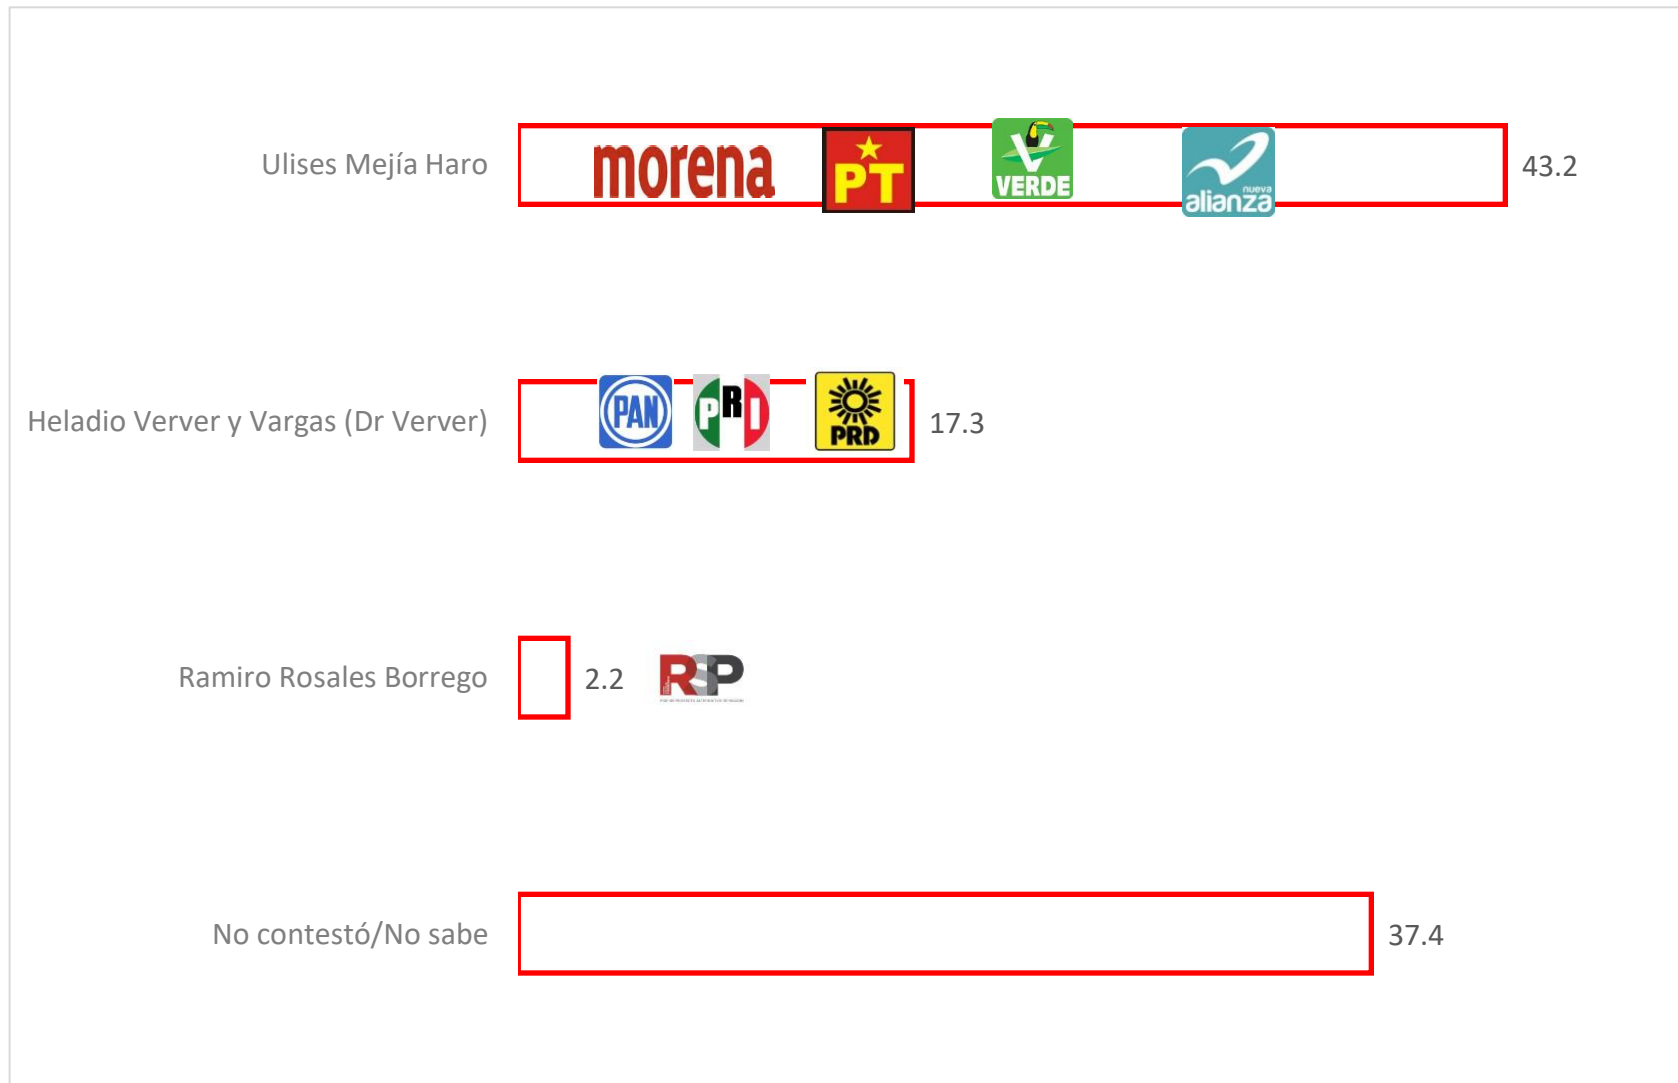 Ulises Mejía Haro
morena
PT
VERDE
nueva
alianza
43.2
Heladio Verver y Vargas (Dr Verver)
PAN
PRI
PRD
17.3
Ramiro Rosales Borrego
2.2
RSP
No contestó/No sabe
37.4